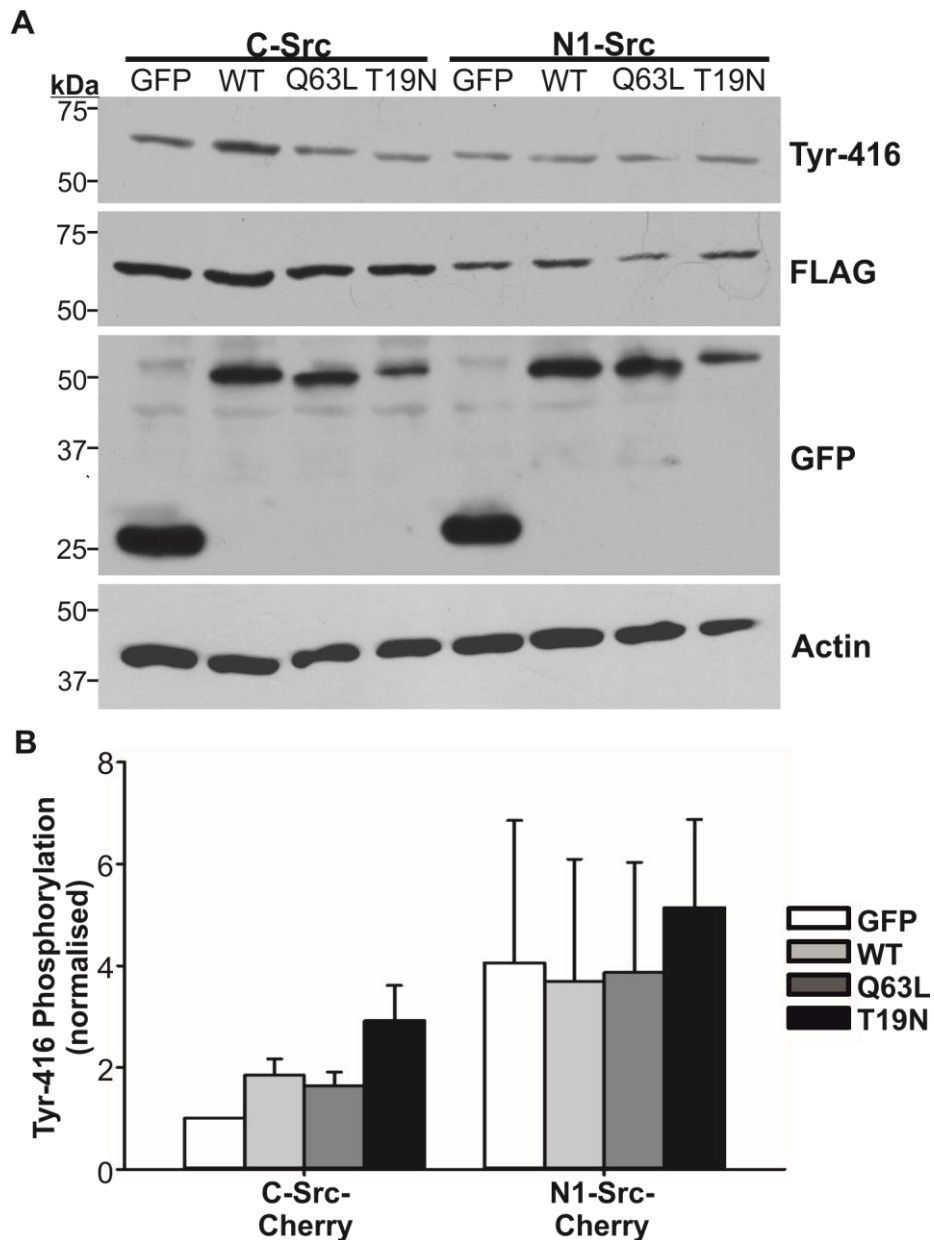 A
C-Src N1-Src
kDa GFP WT Q63L T19N GFP WT Q63L T19N
75
50
Tyr-416
75
50
FLAG
50
37
25
GFP
50
37
Actin
B
Tyr-416 Phosphorylation
(normalised)
8
6
4
2
0
C-Src-
Cherry
N1-Src-
Cherry
GFP
WT
Q63L
T19N